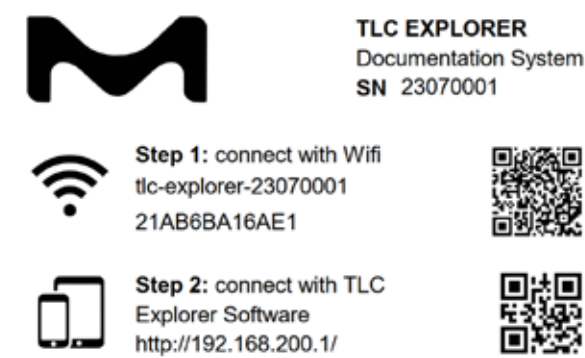 TLC EXPLORER
Documentation System
SN 23070001
Step 1: connect with Wifi
tlc-explorer-23070001
21AB6BA16AE1
Step 2: connect with TLC
Explorer Software
http://192.168.200.1/